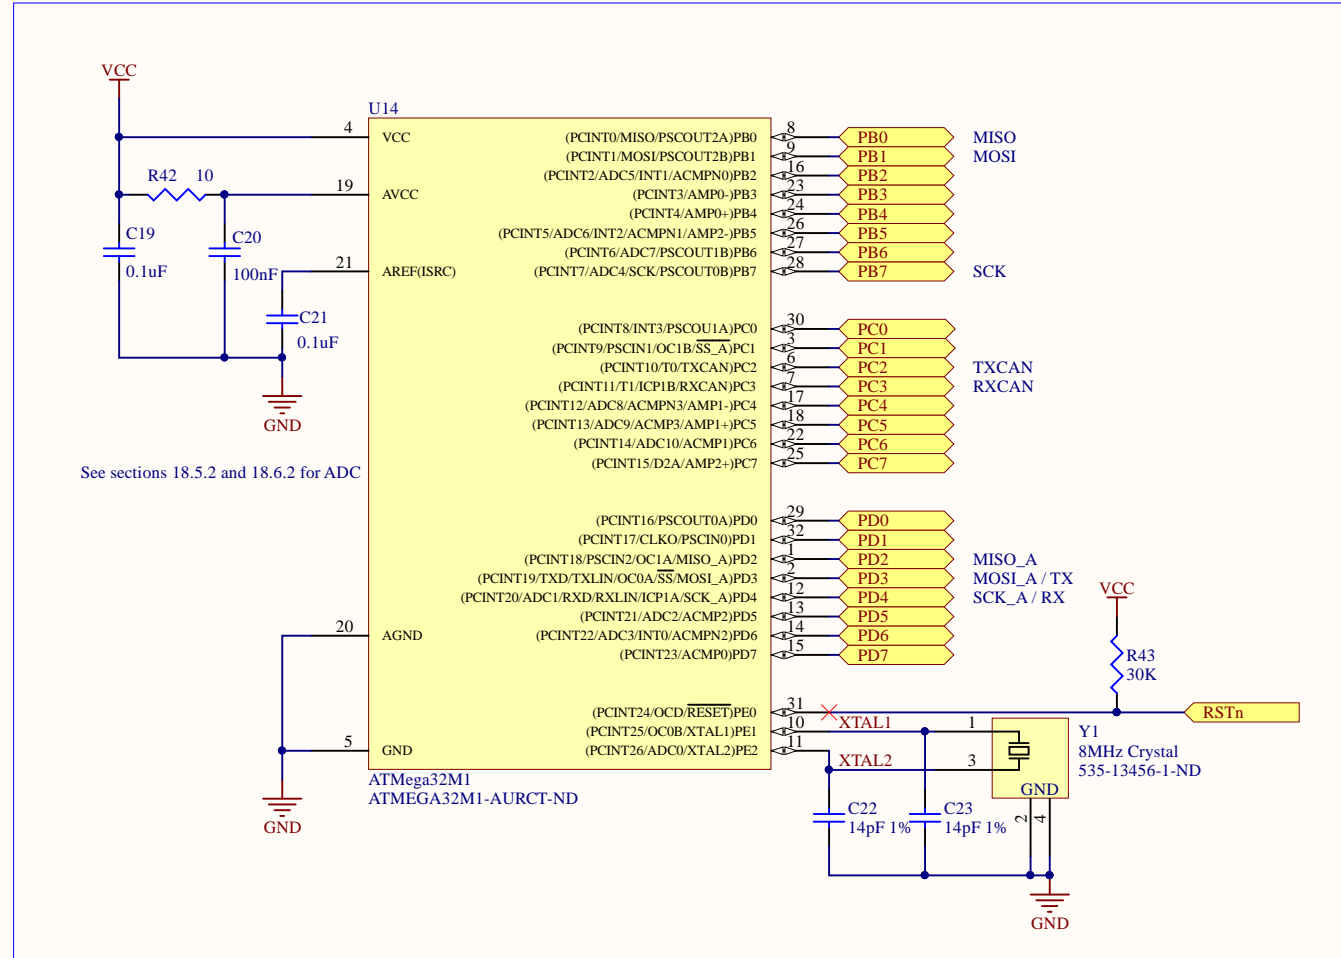 VCC
U14
4 VCC (PCINT0/MISO/PSCOUT2A)PB0 8 PB0 MISO
(PCINT1/MOSI/PSCOUT2B)PB1 9 PB1 MOSI
(PCINT2/ADC5/INT1/ACMPN0)PB2 16 PB2
R42 10 19 AVCC (PCINT3/AMP0-)PB3 23 PB3
(PCINT4/AMP0+)PB4 24 PB4
C19 C20 (PCINT5/ADC6/INT2/ACMPN1/AMP2-)PB5 26 PB5
(PCINT6/ADC7/PSCOUT1B)PB6 27 PB6
0.1uF 100nF 21 AREF(ISRC) (PCINT7/ADC4/SCK/PSCOUT0B)PB7 28 PB7 SCK
C21
0.1uF
GND
(PCINT8/INT3/PSCOU1A)PC0 30 PC0
(PCINT9/PSCIN1/OC1B/SS_A)PC1 3 PC1
(PCINT10/T0/TXCAN)PC2 6 PC2 TXCAN
(PCINT11/T1/ICP1B/RXCAN)PC3 7 PC3 RXCAN
(PCINT12/ADC8/ACMPN3/AMP1-)PC4 17 PC4
(PCINT13/ADC9/ACMP3/AMP1+)PC5 18 PC5
(PCINT14/ADC10/ACMP1)PC6 22 PC6
(PCINT15/D2A/AMP2+)PC7 25 PC7
See sections 18.5.2 and 18.6.2 for ADC
(PCINT16/PSCOUT0A)PD0 29 PD0
(PCINT17/CLKO/PSCIN0)PD1 32 PD1
(PCINT18/PSCIN2/OC1A/MISO_A)PD2 1 PD2 MISO_A
(PCINT19/TXD/TXLIN/OC0A/SS/MOSI_A)PD3 2 PD3 MOSI_A / TX
(PCINT20/ADC1/RXD/RXLIN/ICP1A/SCK_A)PD4 12 PD4 SCK_A / RX
(PCINT21/ADC2/ACMP2)PD5 13 PD5
20 AGND (PCINT22/ADC3/INT0/ACMPN2)PD6 14 PD6
(PCINT23/ACMP0)PD7 15 PD7
VCC
R43
30K
(PCINT24/OCD/RESET)PE0 31 RSTn
(PCINT25/OC0B/XTAL1)PE1 10 XTAL1 1
5 GND (PCINT26/ADC0/XTAL2)PE2 11 XTAL2 3
Y1
8MHz Crystal
535-13456-1-ND
GND
2 4
ATMega32M1
ATMEGA32M1-AURCT-ND
GND
C22 C23
14pF 1% 14pF 1%
GND